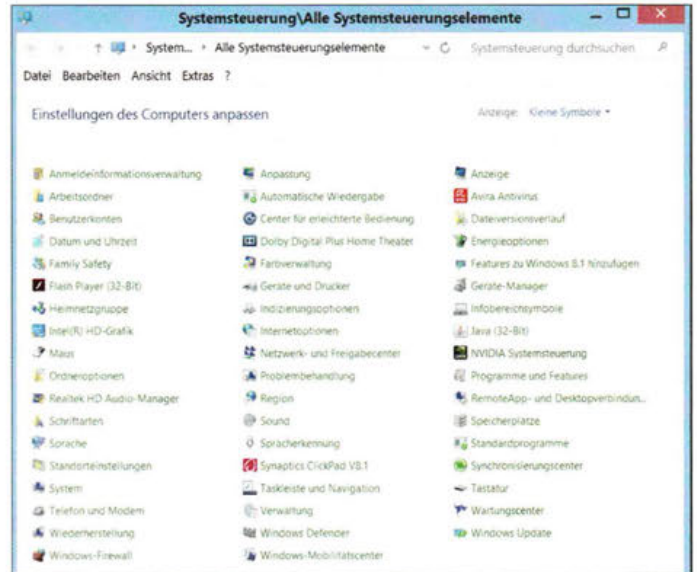 Systemsteuerung\Alle Systemsteuerungselemente
System... Alle Systemsteuerungselemente Systemsteuerung durchsuchen
Datei Bearbeiten Ansicht Extras ?
Einstellungen des Computers anpassen Anzeige: Kleine Symbole
Anmeldeinformationsverwaltung Anpassung Anzeige
Arbeitsordner Automatische Wiedergabe Avira Antivirus
Benutzerkonten Center für erleichterte Bedienung Dateiversionsverlauf
Datum und Uhrzeit Dolby Digital Plus Home Theater Energieoptionen
Family Safety Farbverwaltung Features zu Windows 8.1 hinzufügen
Flash Player (32-Bit) Geräte und Drucker Geräte-Manager
Heimnetzgruppe Indizierungsoptionen Infobereichsymbole
Intel(R) HD-Grafik Internetoptionen Java (32-Bit)
Maus Netzwerk- und Freigabecenter NVIDIA Systemsteuerung
Ordneroptionen Problembehandlung Programme und Features
Realtek HD Audio-Manager Region RemoteApp- und Desktopverbindun...
Schriftarten Sound Speicherplätze
Sprache Spracherkennung Standardprogramme
Standorteinstellungen Synaptics ClickPad V8.1 Synchronisierungscenter
System Taskleiste und Navigation Tastatur
Telefon und Modem Verwaltung Wartungscenter
Wiederherstellung Windows Defender Windows Update
Windows-Firewall Windows-Mobilitätscenter